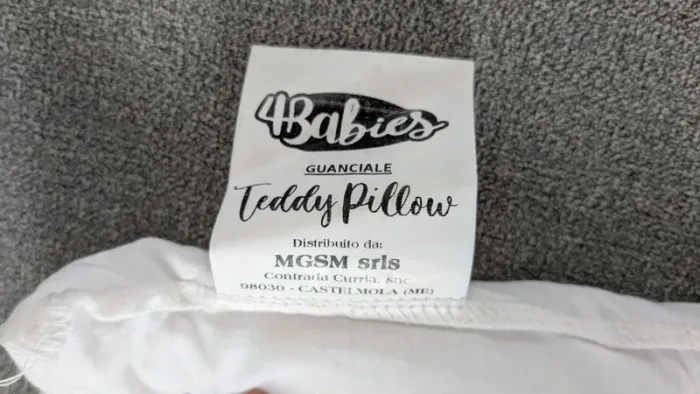 4Babies
GUANCIALE
Teddy Pillow
Distribuito da:
MGSM srls
Contrada Curria, snc
98030 - CASTELMOLA (ME)